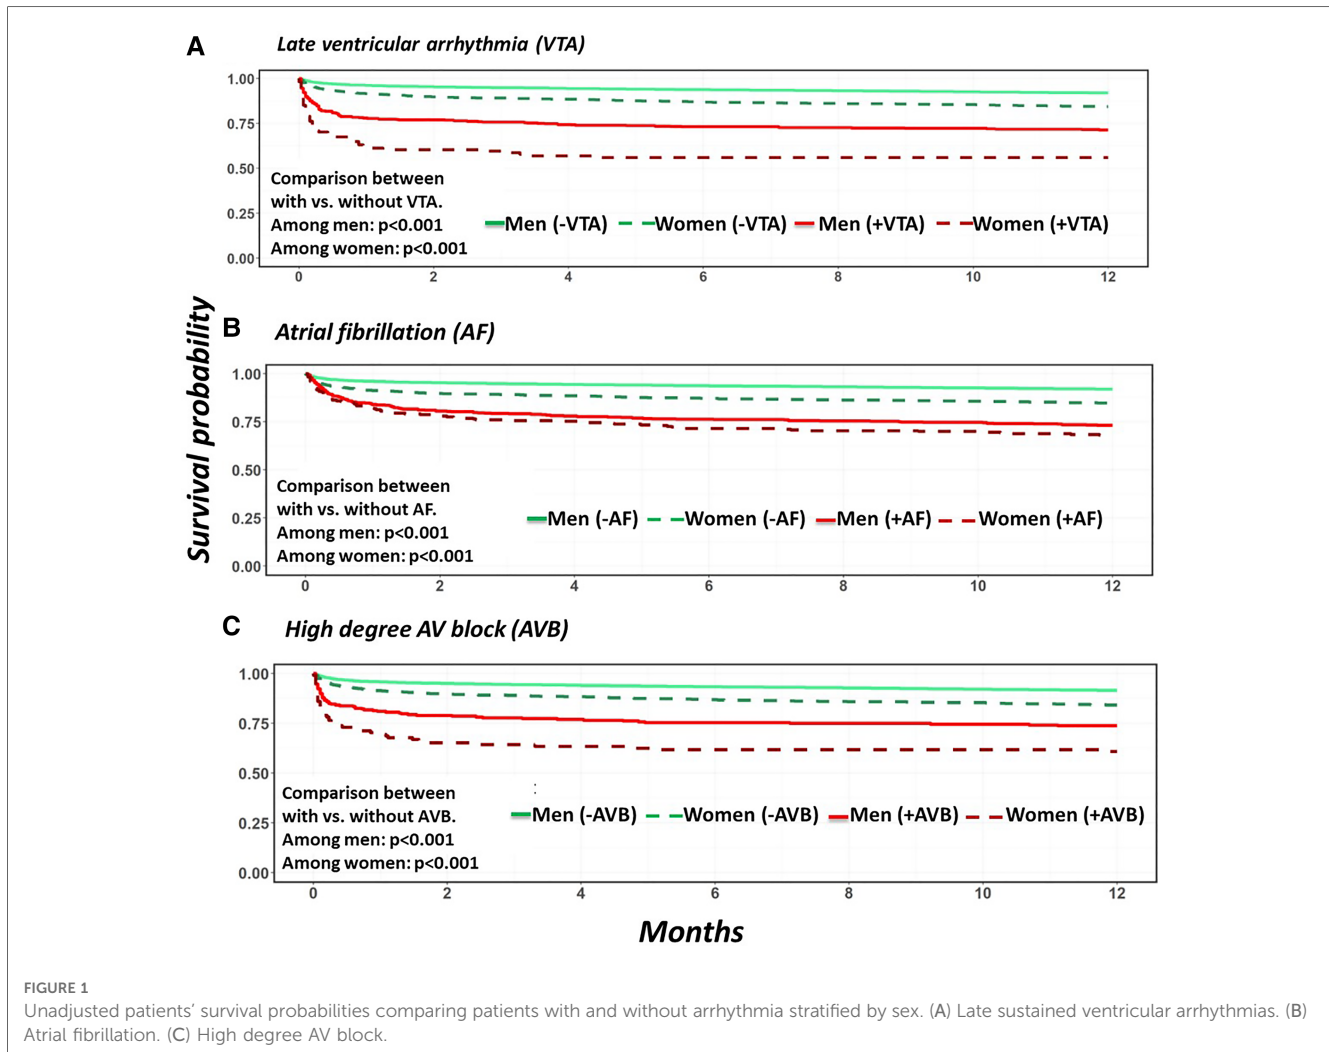 A
Late ventricular arrhythmia (VTA)
1.00
0.75
0.50
0.25
0.00
Comparison between
with vs. without VTA.
Among men: p<0.001
Among women: p<0.001
Men (-VTA) Women (-VTA) Men (+VTA) Women (+VTA)
0 2 4 6 8 10 12
Survival probability
B
Atrial fibrillation (AF)
1.00
0.75
0.50
0.25
0.00
Comparison between
with vs. without AF.
Among men: p<0.001
Among women: p<0.001
Men (-AF) Women (-AF) Men (+AF) Women (+AF)
0 2 4 6 8 10 12
C
High degree AV block (AVB)
1.00
0.75
0.50
0.25
0.00
Comparison between
with vs. without AVB.
Among men: p<0.001
Among women: p<0.001
:
Men (-AVB) Women (-AVB) Men (+AVB) Women (+AVB)
0 2 4 6 8 10 12
Months
FIGURE 1
Unadjusted patients’ survival probabilities comparing patients with and without arrhythmia stratified by sex. (A) Late sustained ventricular arrhythmias. (B)
Atrial fibrillation. (C) High degree AV block.